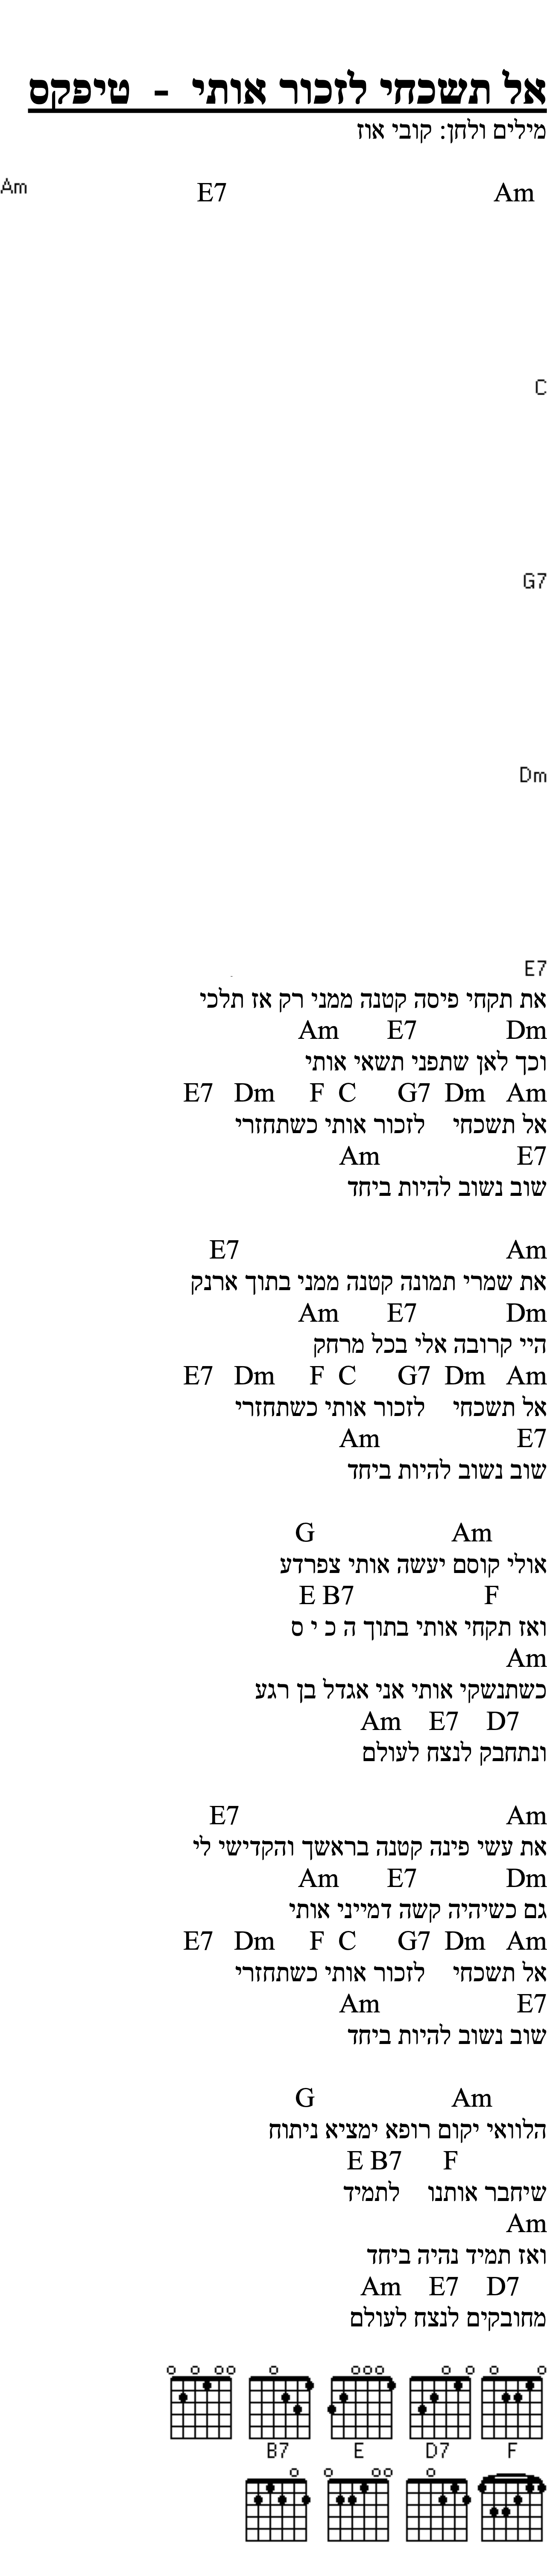 אל תשכחי לזכור אותי - טיפקס
מילים ולחן: קובי אוז
Am E7 Am
C
G7
Dm
E7
את תקחי פיסה קטנה ממני רק אז תלכי
Am E7 Dm
וכך לאן שתפני תשאי אותי
E7 Dm F C G7 Dm Am
אל תשכחי לזכור אותי כשתחזרי
Am E7
שוב נשוב להיות ביחד
E7 Am
את שמרי תמונה קטנה ממני בתוך ארנק
Am E7 Dm
היי קרובה אלי בכל מרחק
E7 Dm F C G7 Dm Am
אל תשכחי לזכור אותי כשתחזרי
Am E7
שוב נשוב להיות ביחד
G Am
אולי קוסם יעשה אותי צפרדע
E B7 F
ואז תקחי אותי בתוך ה כ י ס
Am
כשתנשקי אותי אני אגדל בן רגע
Am E7 D7
ונתחבק לנצח לעולם
E7 Am
את עשי פינה קטנה בראשך והקדישי לי
Am E7 Dm
גם כשיהיה קשה דמייני אותי
E7 Dm F C G7 Dm Am
אל תשכחי לזכור אותי כשתחזרי
Am E7
שוב נשוב להיות ביחד
G Am
הלוואי יקום רופא ימציא ניתוח
E B7 F
שיחבר אותנו לתמיד
Am
ואז תמיד נהיה ביחד
Am E7 D7
מחובקים לנצח לעולם
B7 E D7 F